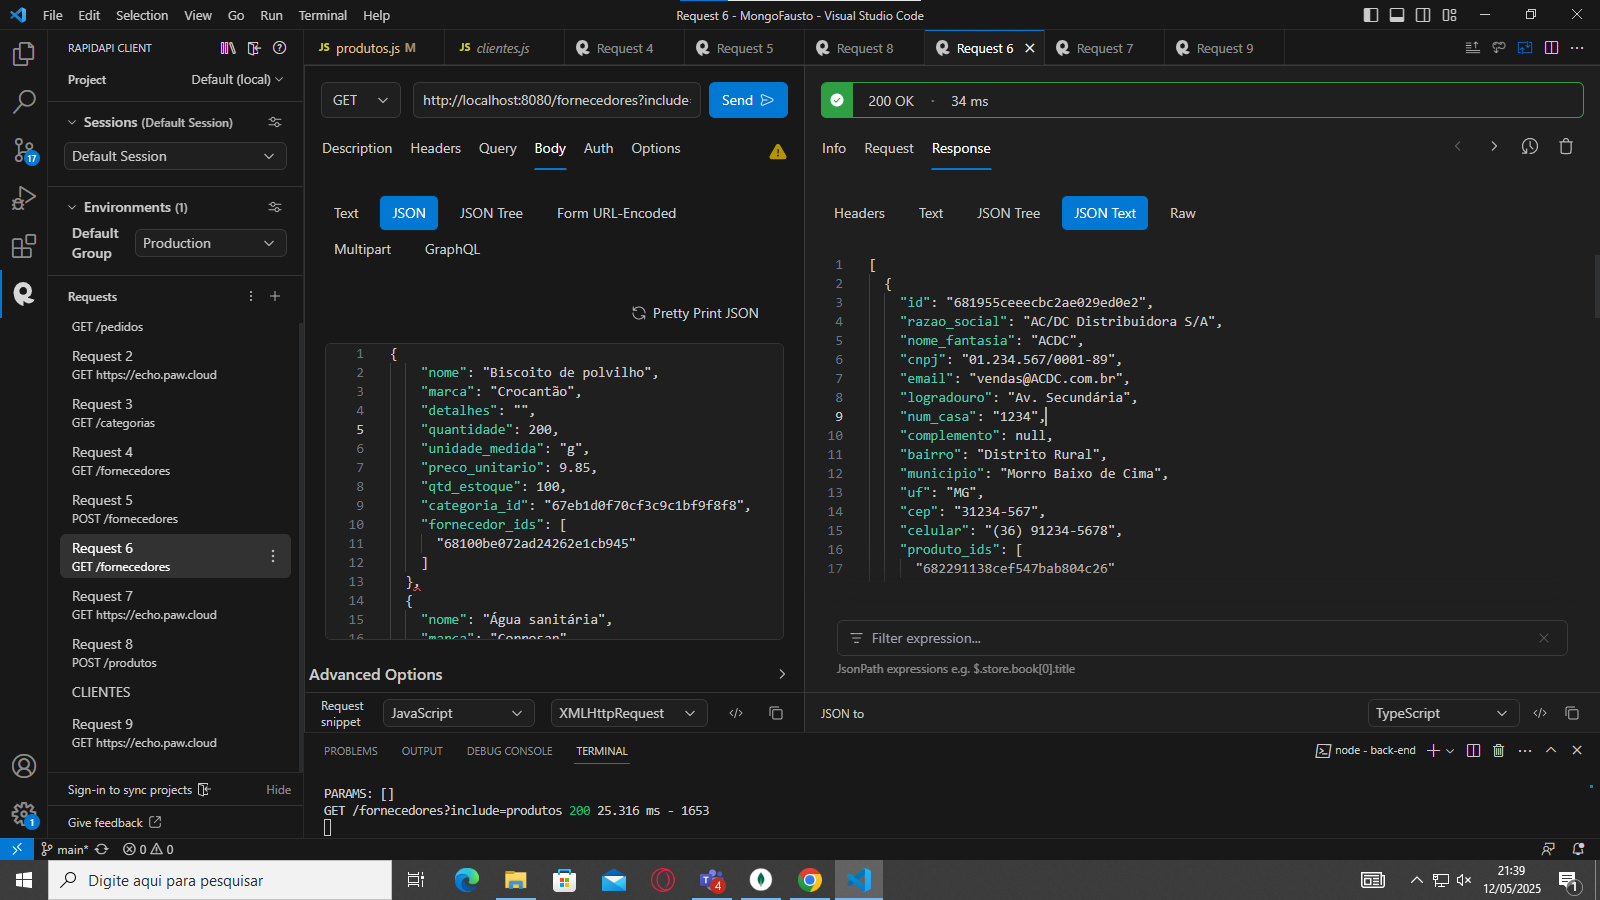 File Edit Selection View Go Run Terminal Help
Request 6 - MongoFausto - Visual Studio Code
RAPIDAPI CLIENT
JS produtos.js M
JS clientes.js
Request 4
Request 5
Request 8
Request 6
Request 7
Request 9
Project Default (local)
Sessions (Default Session)
Default Session
Environments (1)
Default Group
Production
Requests
GET /pedidos
Request 2
GET https://echo.paw.cloud
Request 3
GET /categorias
Request 4
GET /fornecedores
Request 5
POST /fornecedores
Request 6
GET /fornecedores
Request 7
GET https://echo.paw.cloud
Request 8
POST /produtos
CLIENTES
Request 9
GET https://echo.paw.cloud
Sign-in to sync projects Hide
Give feedback
17
1
GET http://localhost:8080/fornecedores?include= Send
Description Headers Query Body Auth Options
Text JSON JSON Tree Form URL-Encoded
Multipart GraphQL
Pretty Print JSON
1 {
2 "nome": "Biscoito de polvilho",
3 "marca": "Crocantão",
4 "detalhes": "",
5 "quantidade": 200,
6 "unidade_medida": "g",
7 "preco_unitario": 9.85,
8 "qtd_estoque": 100,
9 "categoria_id": "67eb1d0f70cf3c9c1bf9f8f8",
10 "fornecedor_ids": [
11 "68100be072ad24262e1cb945"
12 ]
13 },
14 {
15 "nome": "Água sanitária",
16 "marca": "Corrosan"
Advanced Options
Request snippet
JavaScript
XMLHttpRequest
200 OK · 34 ms
Info Request Response
Headers Text JSON Tree JSON Text Raw
1 [
2 {
3 "id": "681955ceeecbc2ae029ed0e2",
4 "razao_social": "AC/DC Distribuidora S/A",
5 "nome_fantasia": "ACDC",
6 "cnpj": "01.234.567/0001-89",
7 "email": "vendas@ACDC.com.br",
8 "logradouro": "Av. Secundária",
9 "num_casa": "1234",
10 "complemento": null,
11 "bairro": "Distrito Rural",
12 "municipio": "Morro Baixo de Cima",
13 "uf": "MG",
14 "cep": "31234-567",
15 "celular": "(36) 91234-5678",
16 "produto_ids": [
17 "682291138cef547bab804c26"
Filter expression...
JsonPath expressions e.g. $.store.book[0].title
JSON to TypeScript
PROBLEMS OUTPUT DEBUG CONSOLE TERMINAL
node - back-end
PARAMS: []
GET /fornecedores?include=produtos 200 25.316 ms - 1653
main* 0 0
Digite aqui para pesquisar
4
21:39
12/05/2025
1